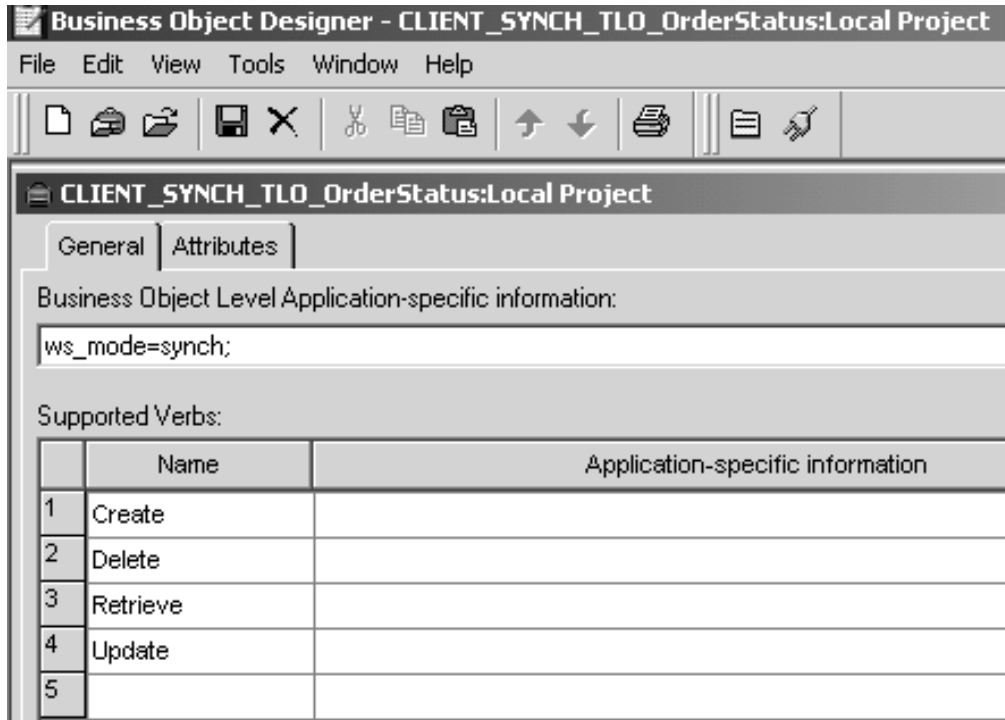 Business Object Designer - CLIENT_SYNCH_TLO_OrderStatus:Local Project
File Edit View Tools Window Help
CLIENT_SYNCH_TLO_OrderStatus:Local Project
General Attributes
Business Object Level Application-specific information:
ws_mode=synch;
Supported Verbs:
Name Application-specific information
1 Create
2 Delete
3 Retrieve
4 Update
5